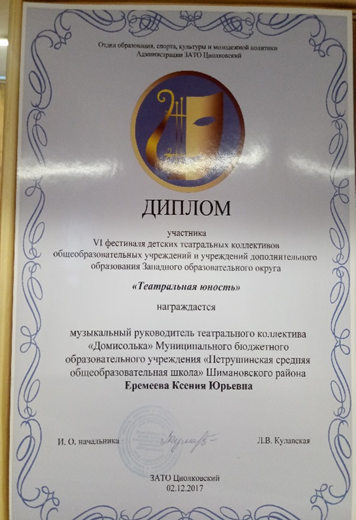 Отдел образования, спорта, культуры и молодежной политики
Администрации ЗАТО Циолковский
ДИПЛОМ
участника
VI фестиваля детских театральных коллективов
общеобразовательных учреждений и учреждений дополнительного
образования Западного образовательного округа
«Театральная юность»
награждается
музыкальный руководитель театрального коллектива
«Домисолька» Муниципального бюджетного
образовательного учреждения «Петрушинская средняя
общеобразовательная школа» Шимановского района
Еремеева Ксения Юрьевна
И. О. начальника
Л.В. Кулавская
ЗАТО Циолковский
02.12.2017